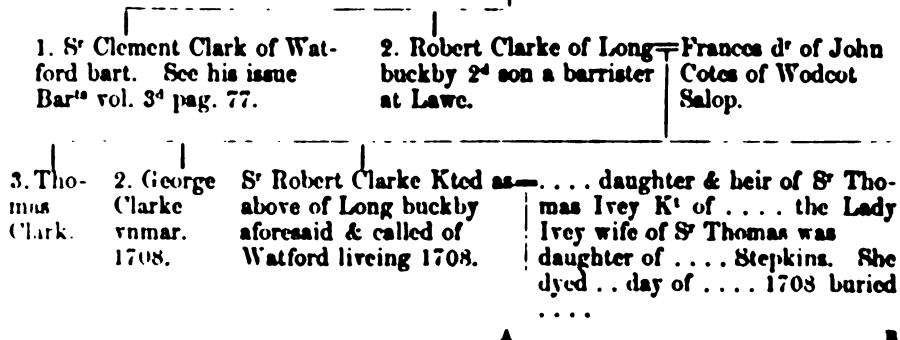 1. Sʳ Clement Clark of Wat-
ford bart. See his issue
Barᵗˢ vol. 3ᵈ pag. 77.
2. Robert Clarke of Long
buckby 2ᵈ son a barrister
at Lawe.
Frances dʳ of John
Cotes of Wodcot
Salop.
3. Tho-
mas
Clark.
2. George
Clarke
vnmar.
1708.
Sʳ Robert Clarke Kted as
above of Long buckby
aforesaid & called of
Watford liveing 1708.
. . . . daughter & heir of Sʳ Tho-
mas Ivey Kᵗ of . . . . the Lady
Ivey wife of Sʳ Thomas was
daughter of . . . . Stepkins. She
dyed . . day of . . . . 1708 buried
. . . .
A